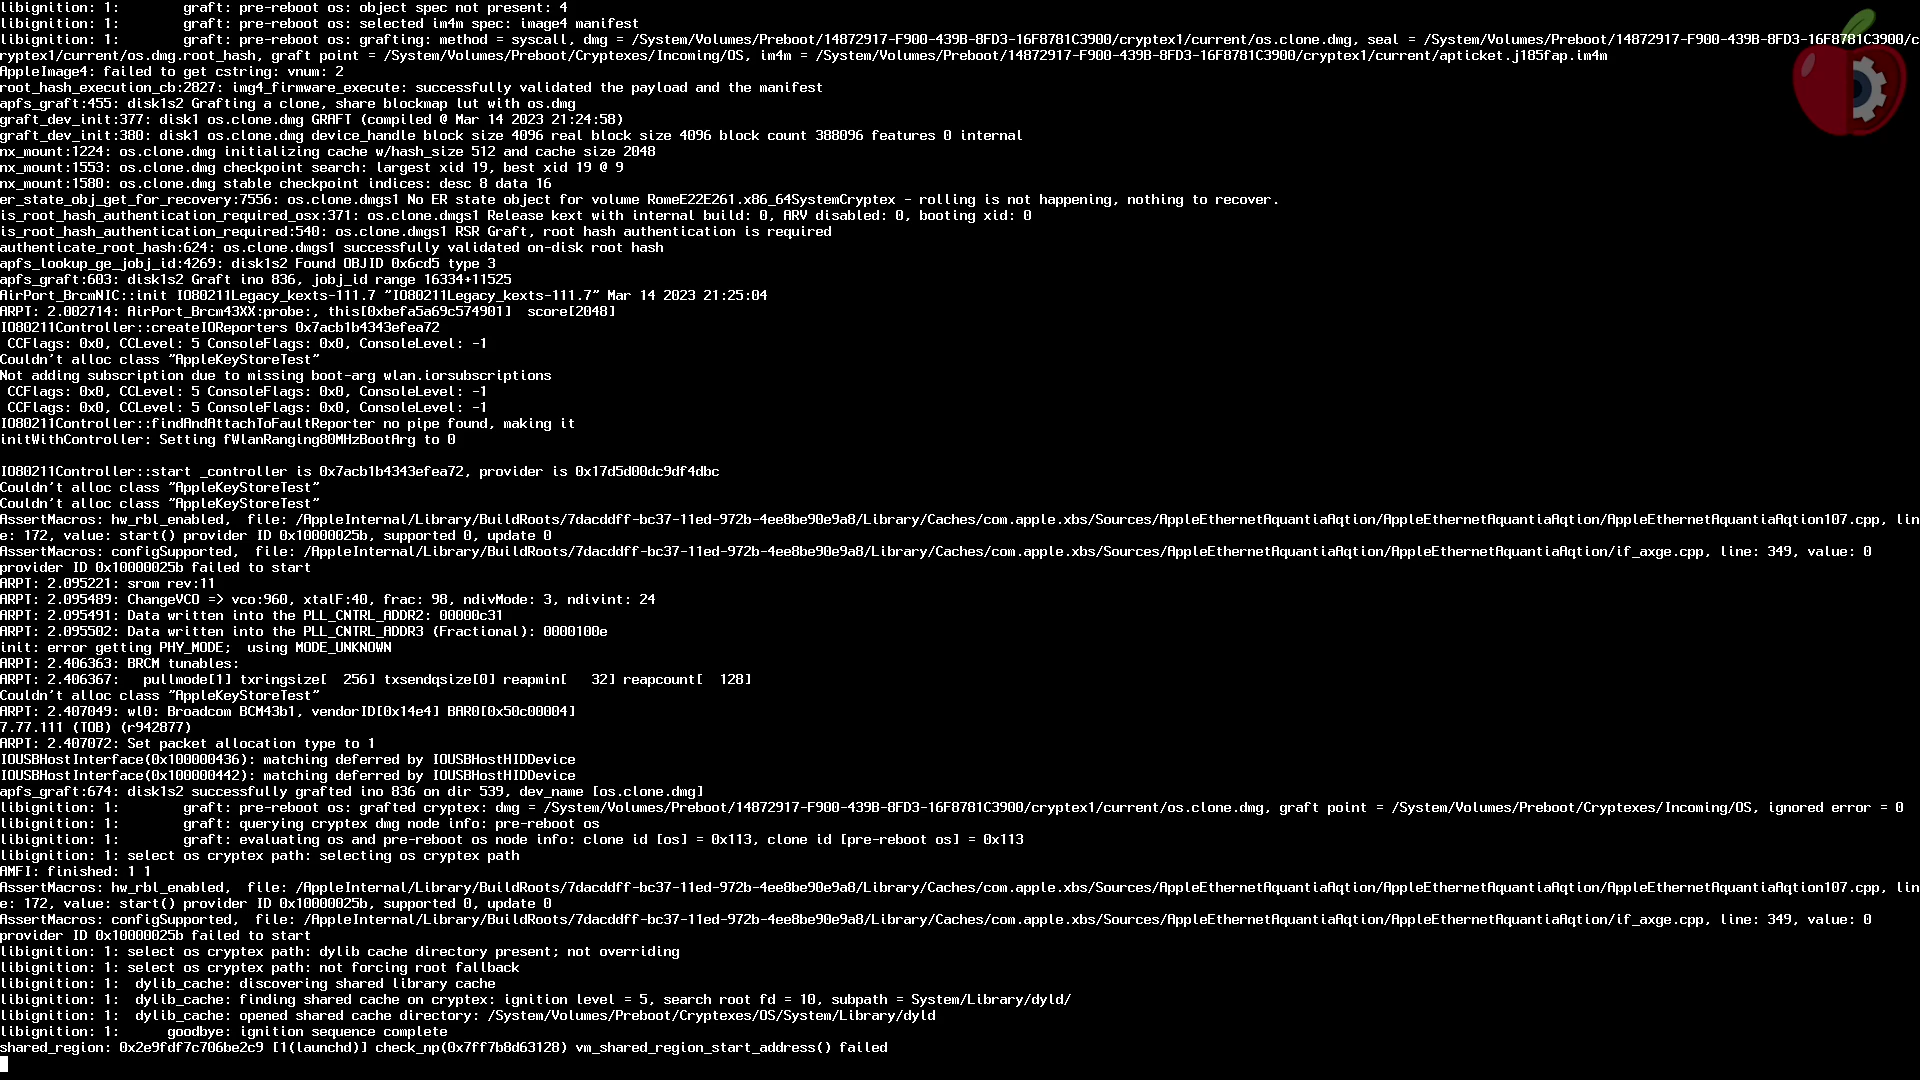 libignition: 1:        graft: pre-reboot os: object spec not present: 4
libignition: 1:        graft: pre-reboot os: selected im4m spec: image4 manifest
libignition: 1:        graft: pre-reboot os: grafting: method = syscall, dmg = /System/Volumes/Preboot/14872917-F900-439B-8FD3-16F8781C3900/cryptex1/current/os.clone.dmg, seal = /System/Volumes/Preboot/14872917-F900-439B-8FD3-16F8781C3900/c
ryptex1/current/os.dmg.root_hash, graft point = /System/Volumes/Preboot/Cryptexes/Incoming/OS, im4m = /System/Volumes/Preboot/14872917-F900-439B-8FD3-16F8781C3900/cryptex1/current/apticket.j185fap.im4m
AppleImage4: failed to get cstring: vnum: 2
root_hash_execution_cb:2827: img4_firmware_execute: successfully validated the payload and the manifest
apfs_graft:455: disk1s2 Grafting a clone, share blockmap lut with os.dmg
graft_dev_init:377: disk1 os.clone.dmg GRAFT (compiled @ Mar 14 2023 21:24:58)
graft_dev_init:380: disk1 os.clone.dmg device_handle block size 4096 real block size 4096 block count 388096 features 0 internal
nx_mount:1224: os.clone.dmg initializing cache w/hash_size 512 and cache size 2048
nx_mount:1553: os.clone.dmg checkpoint search: largest xid 19, best xid 19 @ 9
nx_mount:1580: os.clone.dmg stable checkpoint indices: desc 8 data 16
er_state_obj_get_for_recovery:7556: os.clone.dmgs1 No ER state object for volume RomeE22E261.x86_64SystemCryptex - rolling is not happening, nothing to recover.
is_root_hash_authentication_required_osx:371: os.clone.dmgs1 Release kext with internal build: 0, ARV disabled: 0, booting xid: 0
is_root_hash_authentication_required:540: os.clone.dmgs1 RSR Graft, root hash authentication is required
authenticate_root_hash:624: os.clone.dmgs1 successfully validated on-disk root hash
apfs_lookup_ge_jobj_id:4269: disk1s2 Found OBJID 0x6cd5 type 3
apfs_graft:603: disk1s2 Graft ino 836, jobj_id range 16334+11525
AirPort_BrcmNIC::init IO80211Legacy_kexts-111.7 "IO80211Legacy_kexts-111.7" Mar 14 2023 21:25:04
ARPT: 2.002714: AirPort_Brcm43XX:probe:, this[0xbefa5a69c574901]  score[2048]
IO80211Controller::createIOReporters 0x7acb1b4343efea72
 CCFlags: 0x0, CCLevel: 5 ConsoleFlags: 0x0, ConsoleLevel: -1
Couldn't alloc class "AppleKeyStoreTest"
Not adding subscription due to missing boot-arg wlan.iorsubscriptions
 CCFlags: 0x0, CCLevel: 5 ConsoleFlags: 0x0, ConsoleLevel: -1
 CCFlags: 0x0, CCLevel: 5 ConsoleFlags: 0x0, ConsoleLevel: -1
IO80211Controller::findAndAttachToFaultReporter no pipe found, making it
initWithController: Setting fWlanRanging80MHzBootArg to 0
IO80211Controller::start _controller is 0x7acb1b4343efea72, provider is 0x17d5d00dc9df4dbc
Couldn't alloc class "AppleKeyStoreTest"
Couldn't alloc class "AppleKeyStoreTest"
AssertMacros: hw_rbl_enabled,  file: /AppleInternal/Library/BuildRoots/7dacddff-bc37-11ed-972b-4ee8be90e9a8/Library/Caches/com.apple.xbs/Sources/AppleEthernetAquantiaAqtion/AppleEthernetAquantiaAqtion/AppleEthernetAquantiaAqtion107.cpp, lin
e: 172, value: start() provider ID 0x10000025b, supported 0, update 0
AssertMacros: configSupported,  file: /AppleInternal/Library/BuildRoots/7dacddff-bc37-11ed-972b-4ee8be90e9a8/Library/Caches/com.apple.xbs/Sources/AppleEthernetAquantiaAqtion/AppleEthernetAquantiaAqtion/if_axge.cpp, line: 349, value: 0
provider ID 0x10000025b failed to start
ARPT: 2.095221: srom rev:11
ARPT: 2.095489: ChangeVCO => vco:960, xtalF:40, frac: 98, ndivMode: 3, ndivint: 24
ARPT: 2.095491: Data written into the PLL_CNTRL_ADDR2: 00000c31
ARPT: 2.095502: Data written into the PLL_CNTRL_ADDR3 (Fractional): 0000100e
init: error getting PHY_MODE;  using MODE_UNKNOWN
ARPT: 2.406363: BRCM tunables:
ARPT: 2.406367:   pullmode[1] txringsize[  256] txsendqsize[0] reapmin[   32] reapcount[  128]
Couldn't alloc class "AppleKeyStoreTest"
ARPT: 2.407049: wl0: Broadcom BCM43b1, vendorID[0x14e4] BAR0[0x50c00004]
7.77.111 (TOB) (r942877)
ARPT: 2.407072: Set packet allocation type to 1
IOUSBHostInterface(0x100000436): matching deferred by IOUSBHostHIDDevice
IOUSBHostInterface(0x100000442): matching deferred by IOUSBHostHIDDevice
apfs_graft:674: disk1s2 successfully grafted ino 836 on dir 539, dev_name [os.clone.dmg]
libignition: 1:        graft: pre-reboot os: grafted cryptex: dmg = /System/Volumes/Preboot/14872917-F900-439B-8FD3-16F8781C3900/cryptex1/current/os.clone.dmg, graft point = /System/Volumes/Preboot/Cryptexes/Incoming/OS, ignored error = 0
libignition: 1:        graft: querying cryptex dmg node info: pre-reboot os
libignition: 1:        graft: evaluating os and pre-reboot os node info: clone id [os] = 0x113, clone id [pre-reboot os] = 0x113
libignition: 1: select os cryptex path: selecting os cryptex path
AMFI: finished: 1 1
AssertMacros: hw_rbl_enabled,  file: /AppleInternal/Library/BuildRoots/7dacddff-bc37-11ed-972b-4ee8be90e9a8/Library/Caches/com.apple.xbs/Sources/AppleEthernetAquantiaAqtion/AppleEthernetAquantiaAqtion/AppleEthernetAquantiaAqtion107.cpp, lin
e: 172, value: start() provider ID 0x10000025b, supported 0, update 0
AssertMacros: configSupported,  file: /AppleInternal/Library/BuildRoots/7dacddff-bc37-11ed-972b-4ee8be90e9a8/Library/Caches/com.apple.xbs/Sources/AppleEthernetAquantiaAqtion/AppleEthernetAquantiaAqtion/if_axge.cpp, line: 349, value: 0
provider ID 0x10000025b failed to start
libignition: 1: select os cryptex path: dylib cache directory present; not overriding
libignition: 1: select os cryptex path: not forcing root fallback
libignition: 1:  dylib_cache: discovering shared library cache
libignition: 1:  dylib_cache: finding shared cache on cryptex: ignition level = 5, search root fd = 10, subpath = System/Library/dyld/
libignition: 1:  dylib_cache: opened shared cache directory: /System/Volumes/Preboot/Cryptexes/OS/System/Library/dyld
libignition: 1:      goodbye: ignition sequence complete
shared_region: 0x2e9fdf7c706be2c9 [1(launchd)] check_np(0x7ff7b8d63128) vm_shared_region_start_address() failed